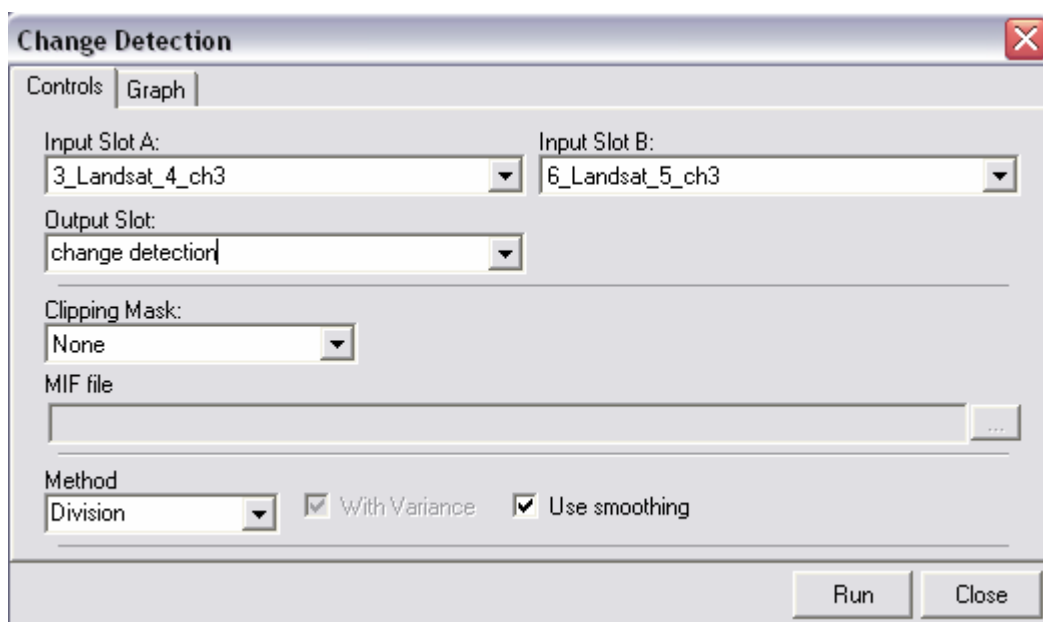 Change Detection
Controls Graph
Input Slot A: Input Slot B:
3_Landsat_4_ch3 6_Landsat_5_ch3
Output Slot:
change detection
Clipping Mask:
None
MIF file
...
Method
Division With Variance Use smoothing
Run Close